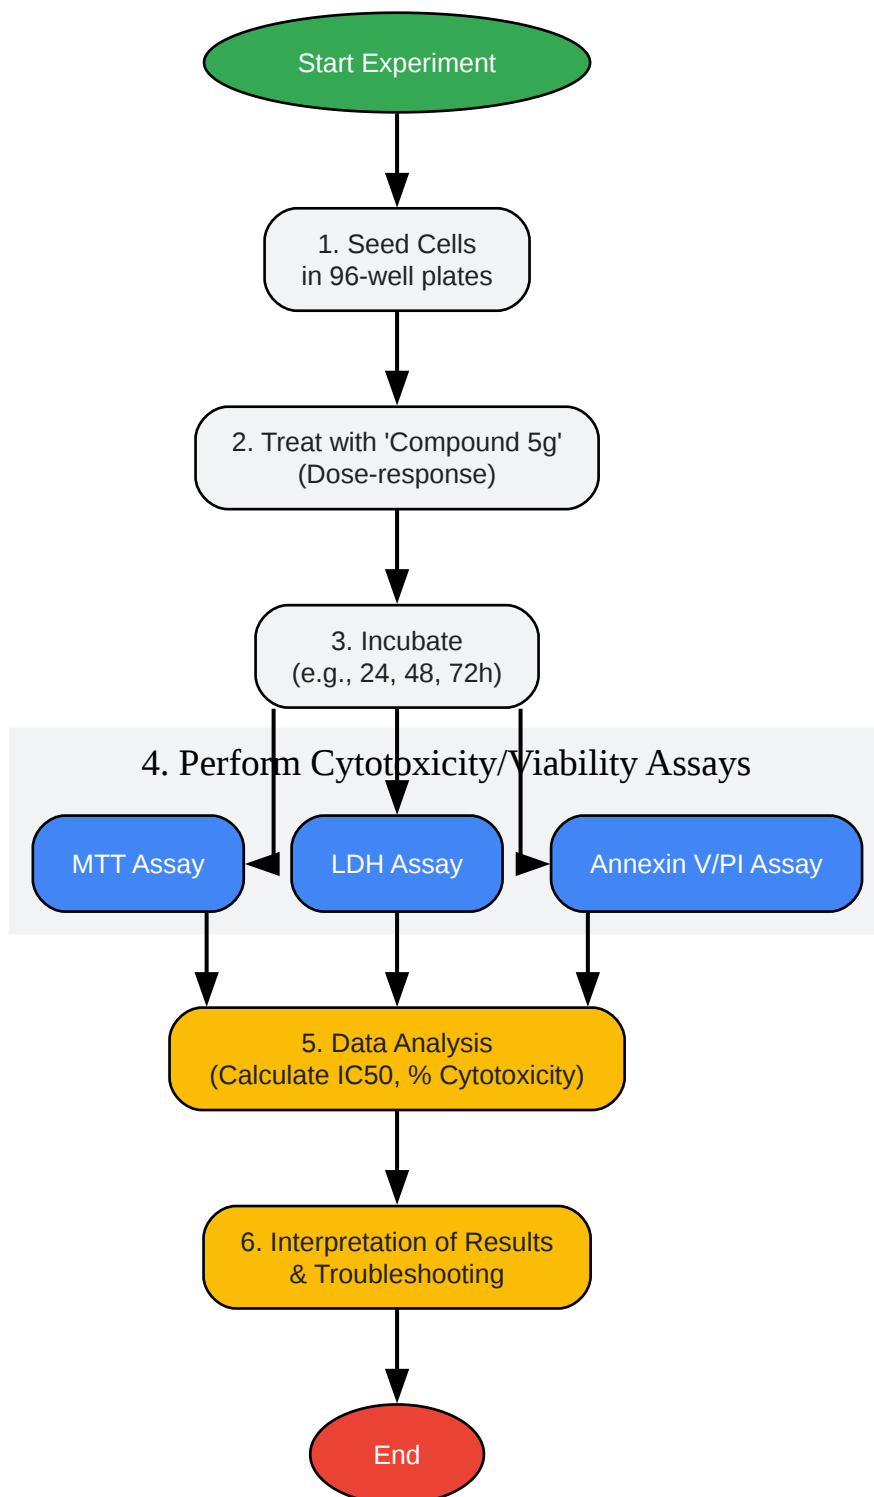 Start Experiment
1. Seed Cells
in 96-well plates
2. Treat with 'Compound 5g'
(Dose-response)
3. Incubate
(e.g., 24, 48, 72h)
4. Perform Cytotoxicity/Viability Assays
MTT Assay
LDH Assay
Annexin V/PI Assay
5. Data Analysis
(Calculate IC50, % Cytotoxicity)
6. Interpretation of Results
& Troubleshooting
End